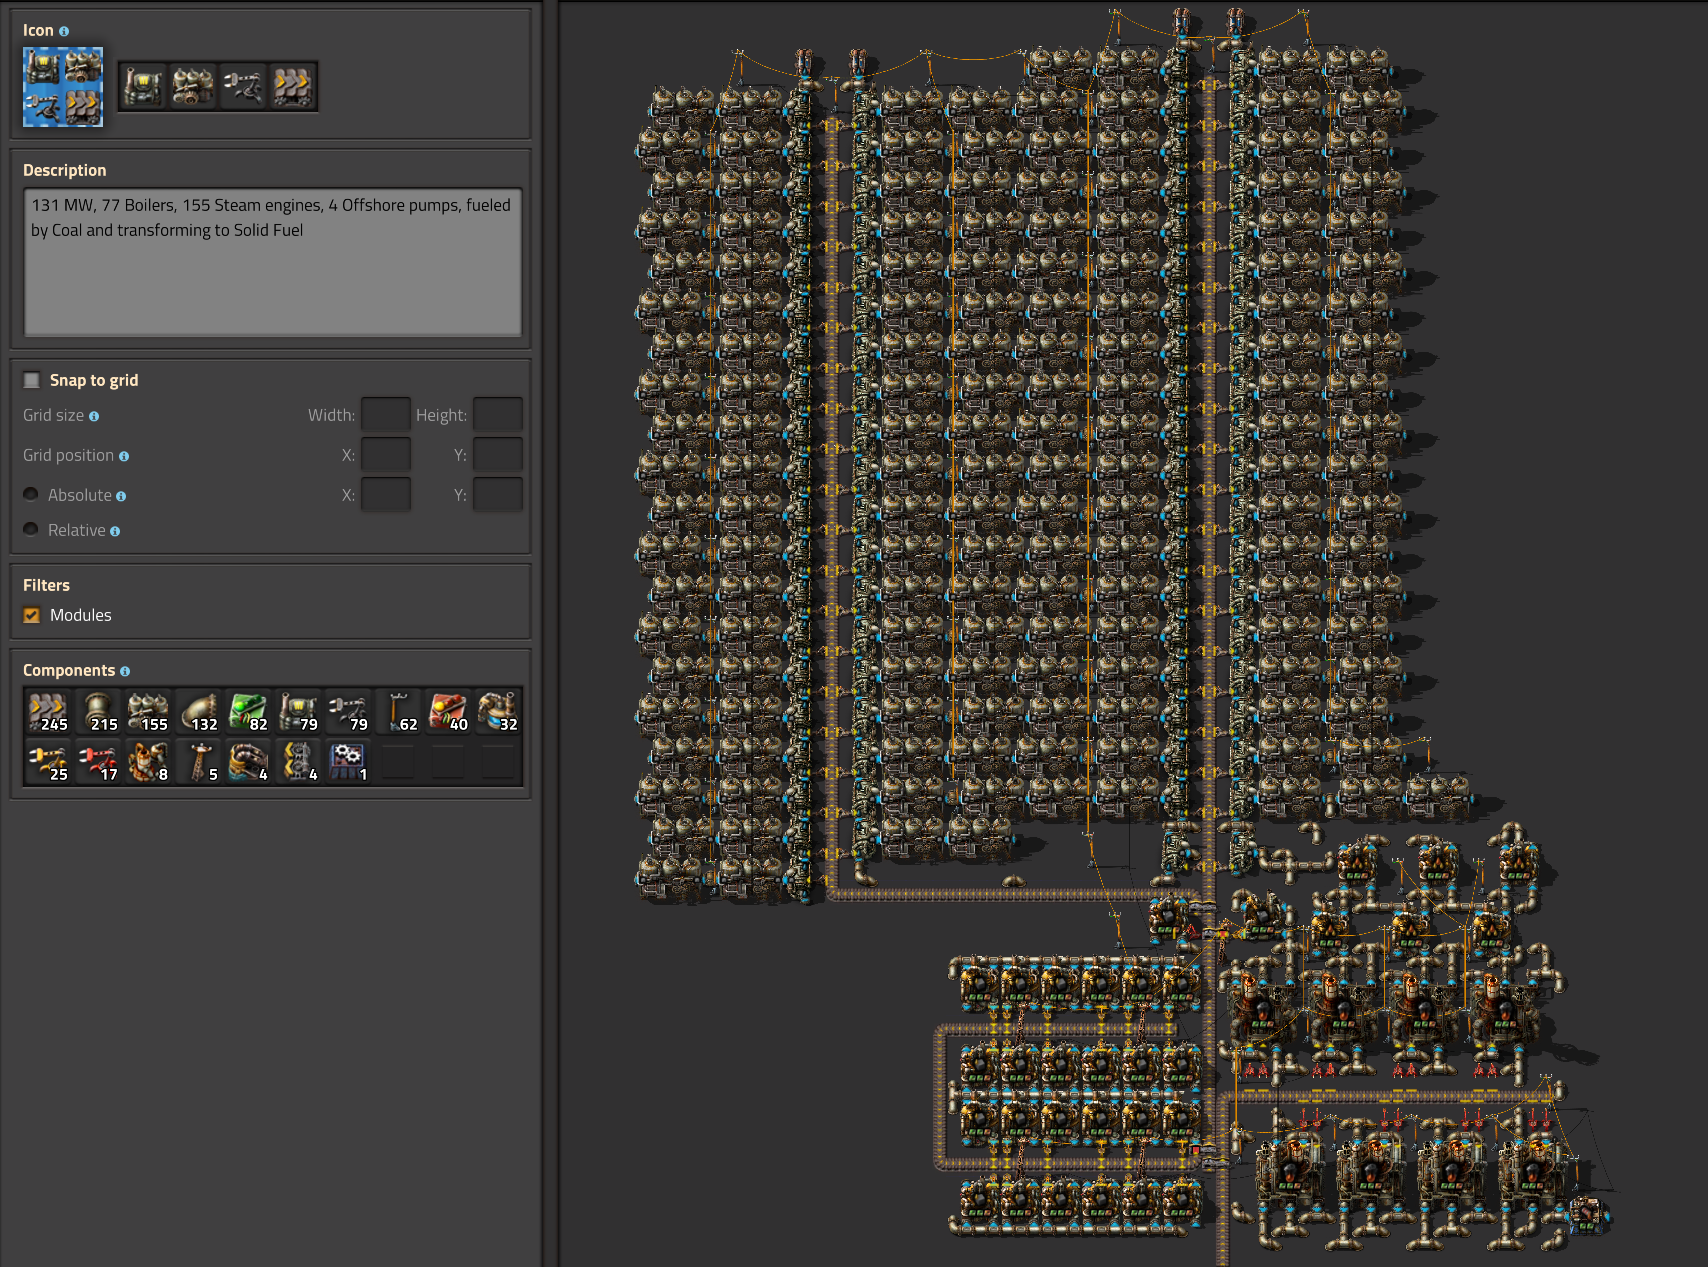 Icon
Description
131 MW, 77 Boilers, 155 Steam engines, 4 Offshore pumps, fueled
by Coal and transforming to Solid Fuel
Snap to grid
Grid size Width: Height:
Grid position X: Y:
Absolute X: Y:
Relative
Filters
Modules
Components
245 215 155 132 82 79 79 62 40 32
25 17 8 5 4 4 1